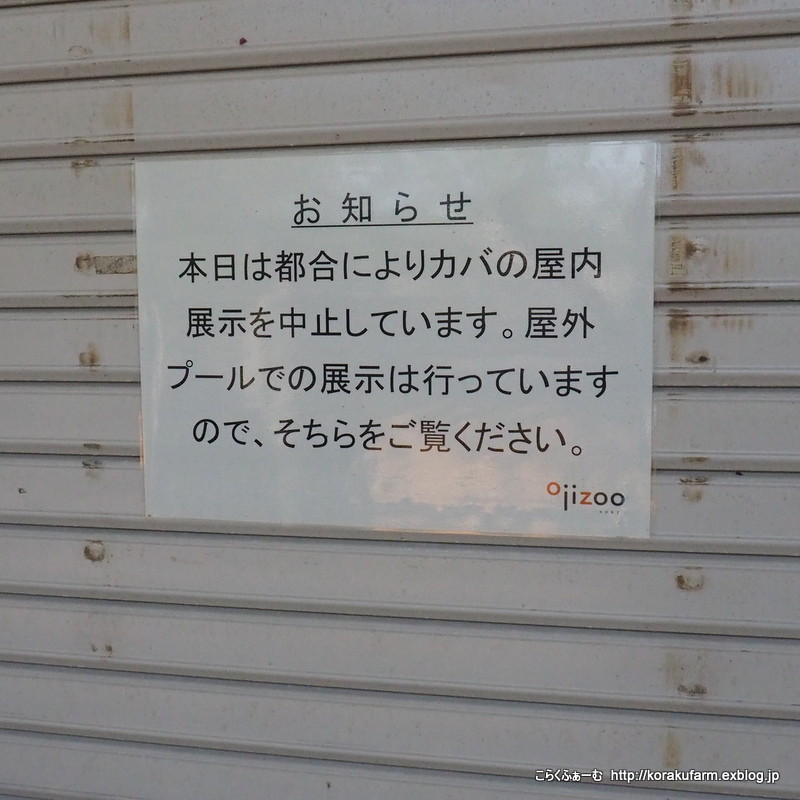 お知らせ
本日は都合によりカバの屋内
展示を中止しています。屋外
プールでの展示は行っています
ので、そちらをご覧ください。
ojizoo
こらくふぁーむ http://korakufarm.exblog.jp